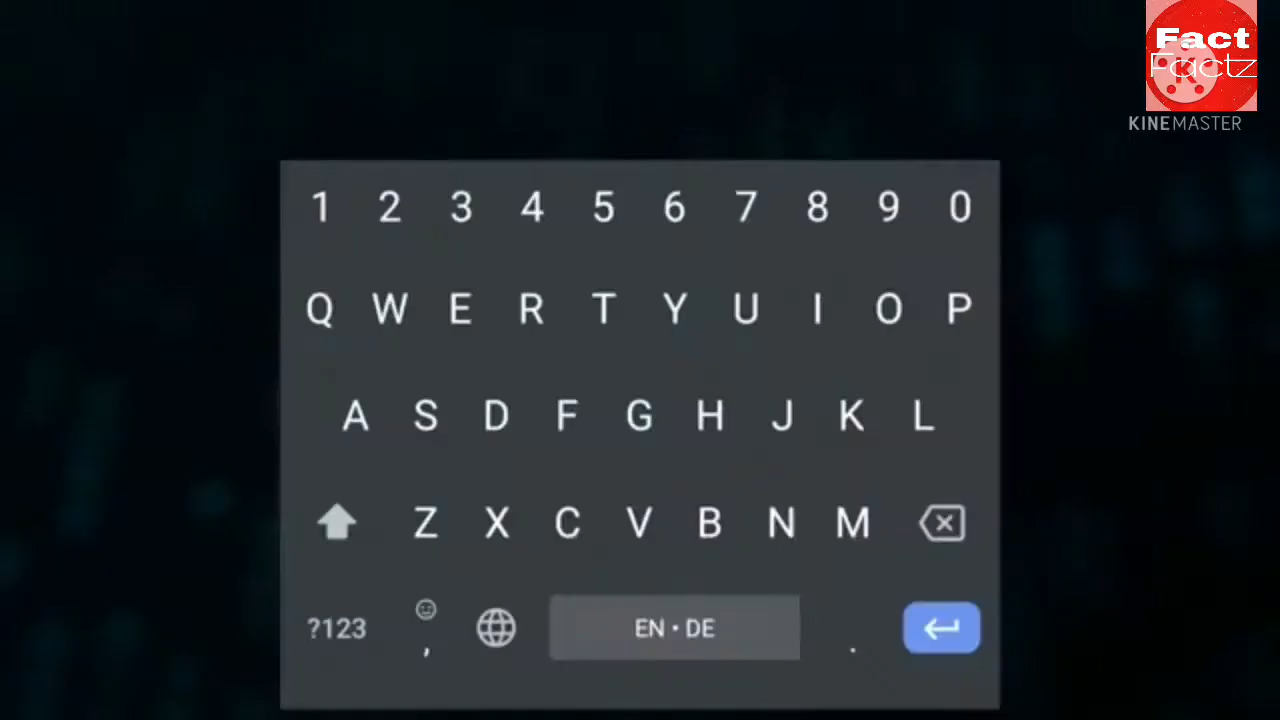 Fact
Factz
K
KINEMASTER
1 2 3 4 5 6 7 8 9 0
Q W E R T Y U I O P
A S D F G H J K L
Z X C V B N M
?123 , EN • DE .